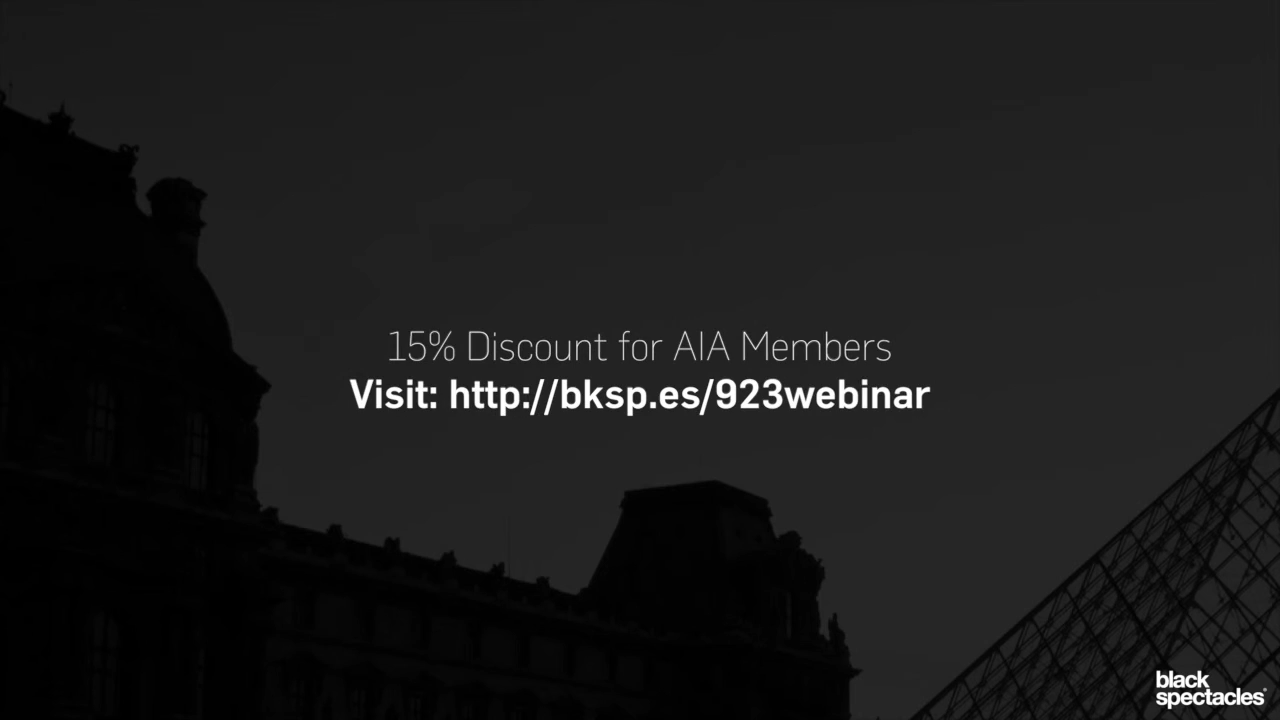 15% Discount for AIA Members
Visit: http://bksp.es/923webinar
black
spectacles®